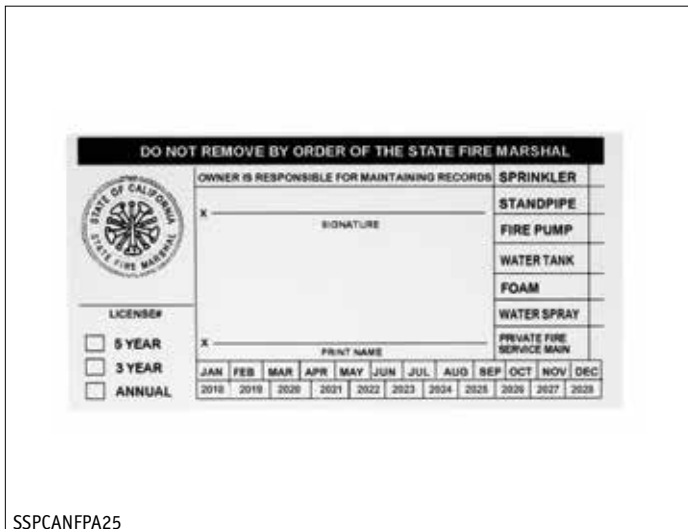 DO NOT REMOVE BY ORDER OF THE STATE FIRE MARSHAL
STATE OF CALIFORNIA
STATE FIRE MARSHAL
LICENSE#
5 YEAR
3 YEAR
ANNUAL
OWNER IS RESPONSIBLE FOR MAINTAINING RECORDS
X
SIGNATURE
X
PRINT NAME
SPRINKLER
STANDPIPE
FIRE PUMP
WATER TANK
FOAM
WATER SPRAY
PRIVATE FIRE
SERVICE MAIN
JAN FEB MAR APR MAY JUN JUL AUG SEP OCT NOV DEC
2018 2019 2020 2021 2022 2023 2024 2025 2026 2027 2028
SSPCANFPA25